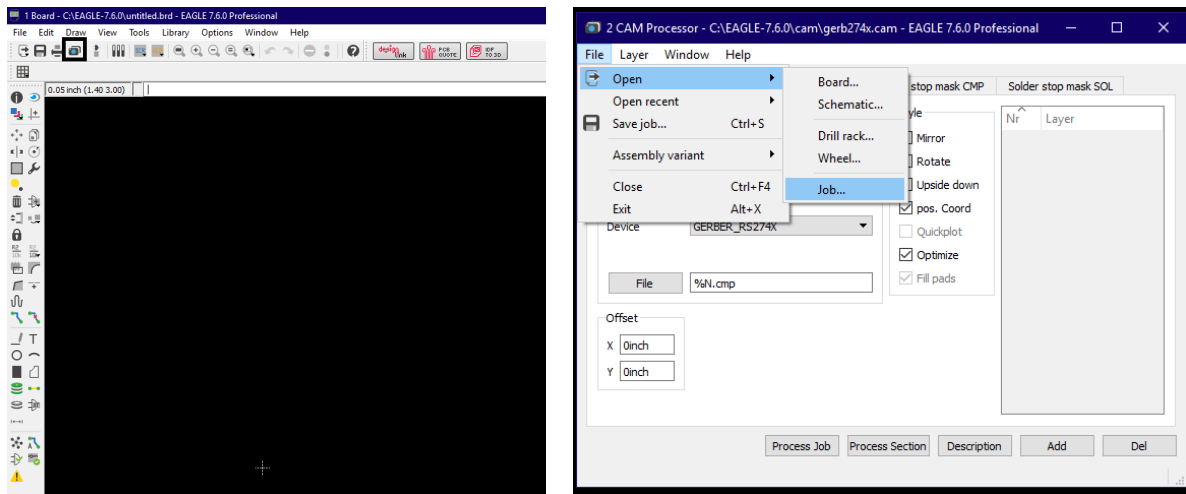 1 Board - C:\EAGLE-7.6.0\untitled.brd - EAGLE 7.6.0 Professional
File Edit Draw View Tools Library Options Window Help
design link PCB QUOTE IDF TO 3D
0.05 inch (1.40 3.00)
R2 R2
10k 10k
T
2 CAM Processor - C:\EAGLE-7.6.0\cam\gerb274x.cam - EAGLE 7.6.0 Professional
File Layer Window Help
Open
Open recent
Save job... Ctrl+S
Assembly variant
Close Ctrl+F4
Exit Alt+X
Board...
Schematic...
Drill rack...
Wheel...
Job...
stop mask CMP Solder stop mask SOL
yle
Mirror
Rotate
Upside down
pos. Coord
Quickplot
Optimize
Fill pads
Nr Layer
Device GERBER_RS274X
File %N.cmp
Offset
X 0inch
Y 0inch
Process Job Process Section Description Add Del